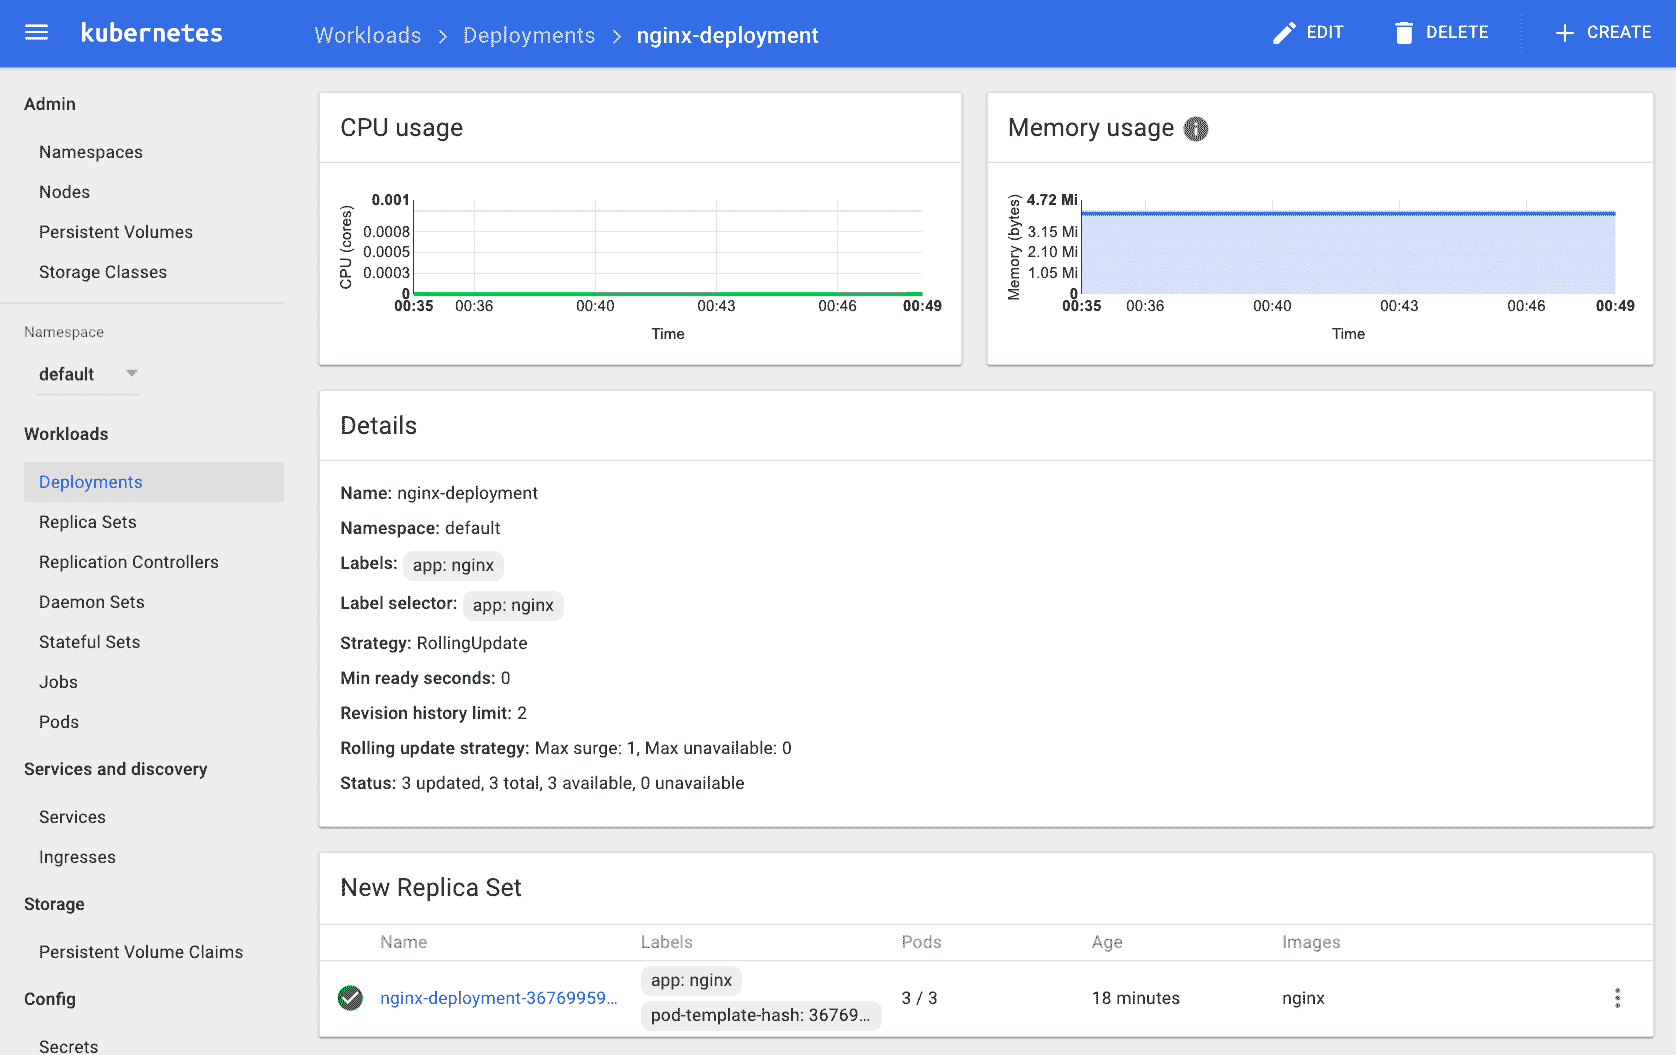 kubernetes
Workloads > Deployments > nginx-deployment
EDIT
DELETE
CREATE
Admin
Namespaces
Nodes
Persistent Volumes
Storage Classes
Namespace
default
Workloads
Deployments
Replica Sets
Replication Controllers
Daemon Sets
Stateful Sets
Jobs
Pods
Services and discovery
Services
Ingresses
Storage
Persistent Volume Claims
Config
Secrets
CPU usage
CPU (cores)
0.001
0.0008
0.0005
0.0003
0
00:35 00:36 00:40 00:43 00:46 00:49
Time
Memory usage
Memory (bytes)
4.72 Mi
3.15 Mi
2.10 Mi
1.05 Mi
0
00:35 00:36 00:40 00:43 00:46 00:49
Time
Details
Name: nginx-deployment
Namespace: default
Labels: app: nginx
Label selector: app: nginx
Strategy: RollingUpdate
Min ready seconds: 0
Revision history limit: 2
Rolling update strategy: Max surge: 1, Max unavailable: 0
Status: 3 updated, 3 total, 3 available, 0 unavailable
New Replica Set
Name Labels Pods Age Images
nginx-deployment-36769959... app: nginx 3 / 3 18 minutes nginx
pod-template-hash: 36769...